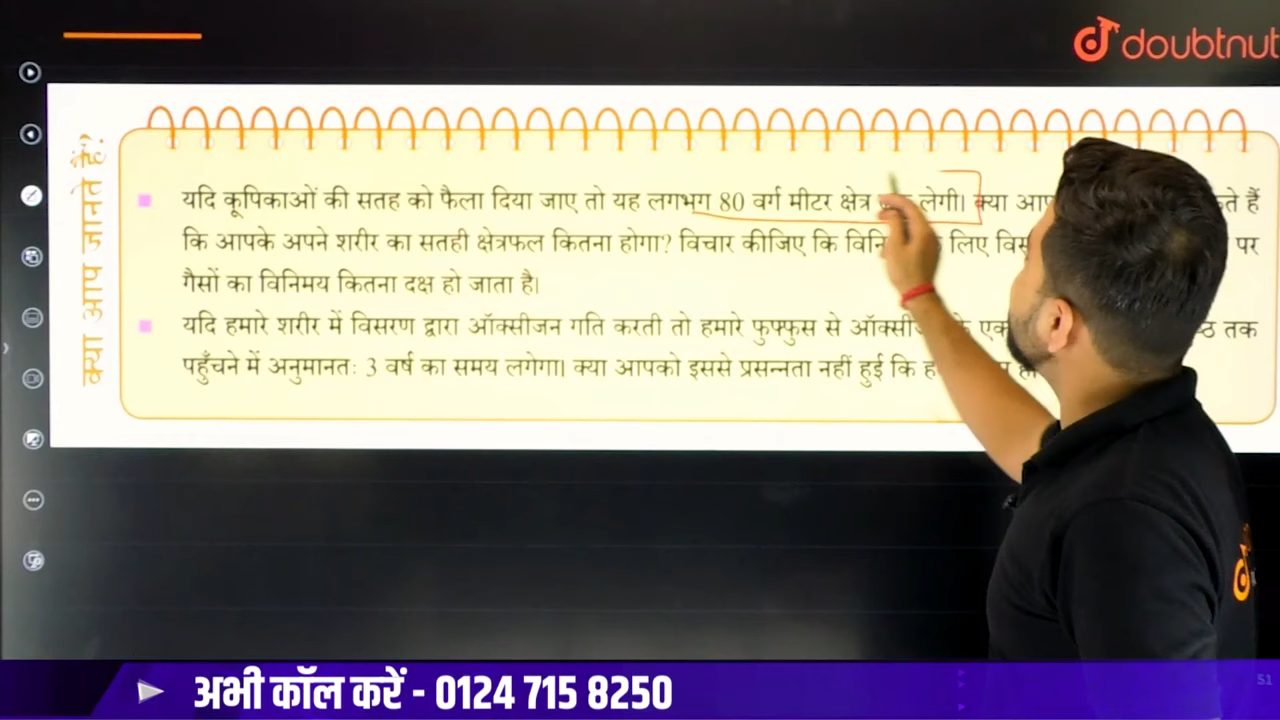 doubtnut
क्या आप जानते हैं?
यदि कूपिकाओं की सतह को फैला दिया जाए तो यह लगभग 80 वर्ग मीटर क्षेत्र लेगी। क्या आप हैं
कि आपके अपने शरीर का सतही क्षेत्रफल कितना होगा? विचार कीजिए कि लिए पर
गैसों का विनिमय कितना दक्ष हो जाता है।
यदि हमारे शरीर में विसरण द्वारा ऑक्सीजन गति करती तो हमारे फुफ्फुस से तक
पहुँचने में अनुमानतः 3 वर्ष का समय लगेगा। क्या आपको इससे प्रसन्नता नहीं हुई कि
अभी कॉल करें - 0124 715 8250
51